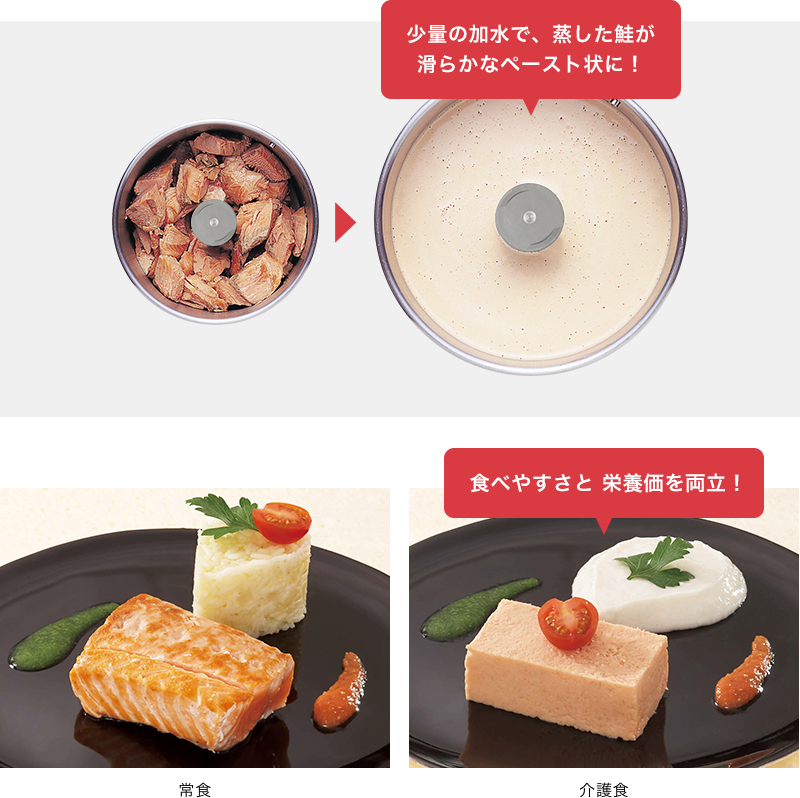 少量の加水で、蒸した鮭が
滑らかなペースト状に！
食べやすさと 栄養価を両立！
常食
介護食